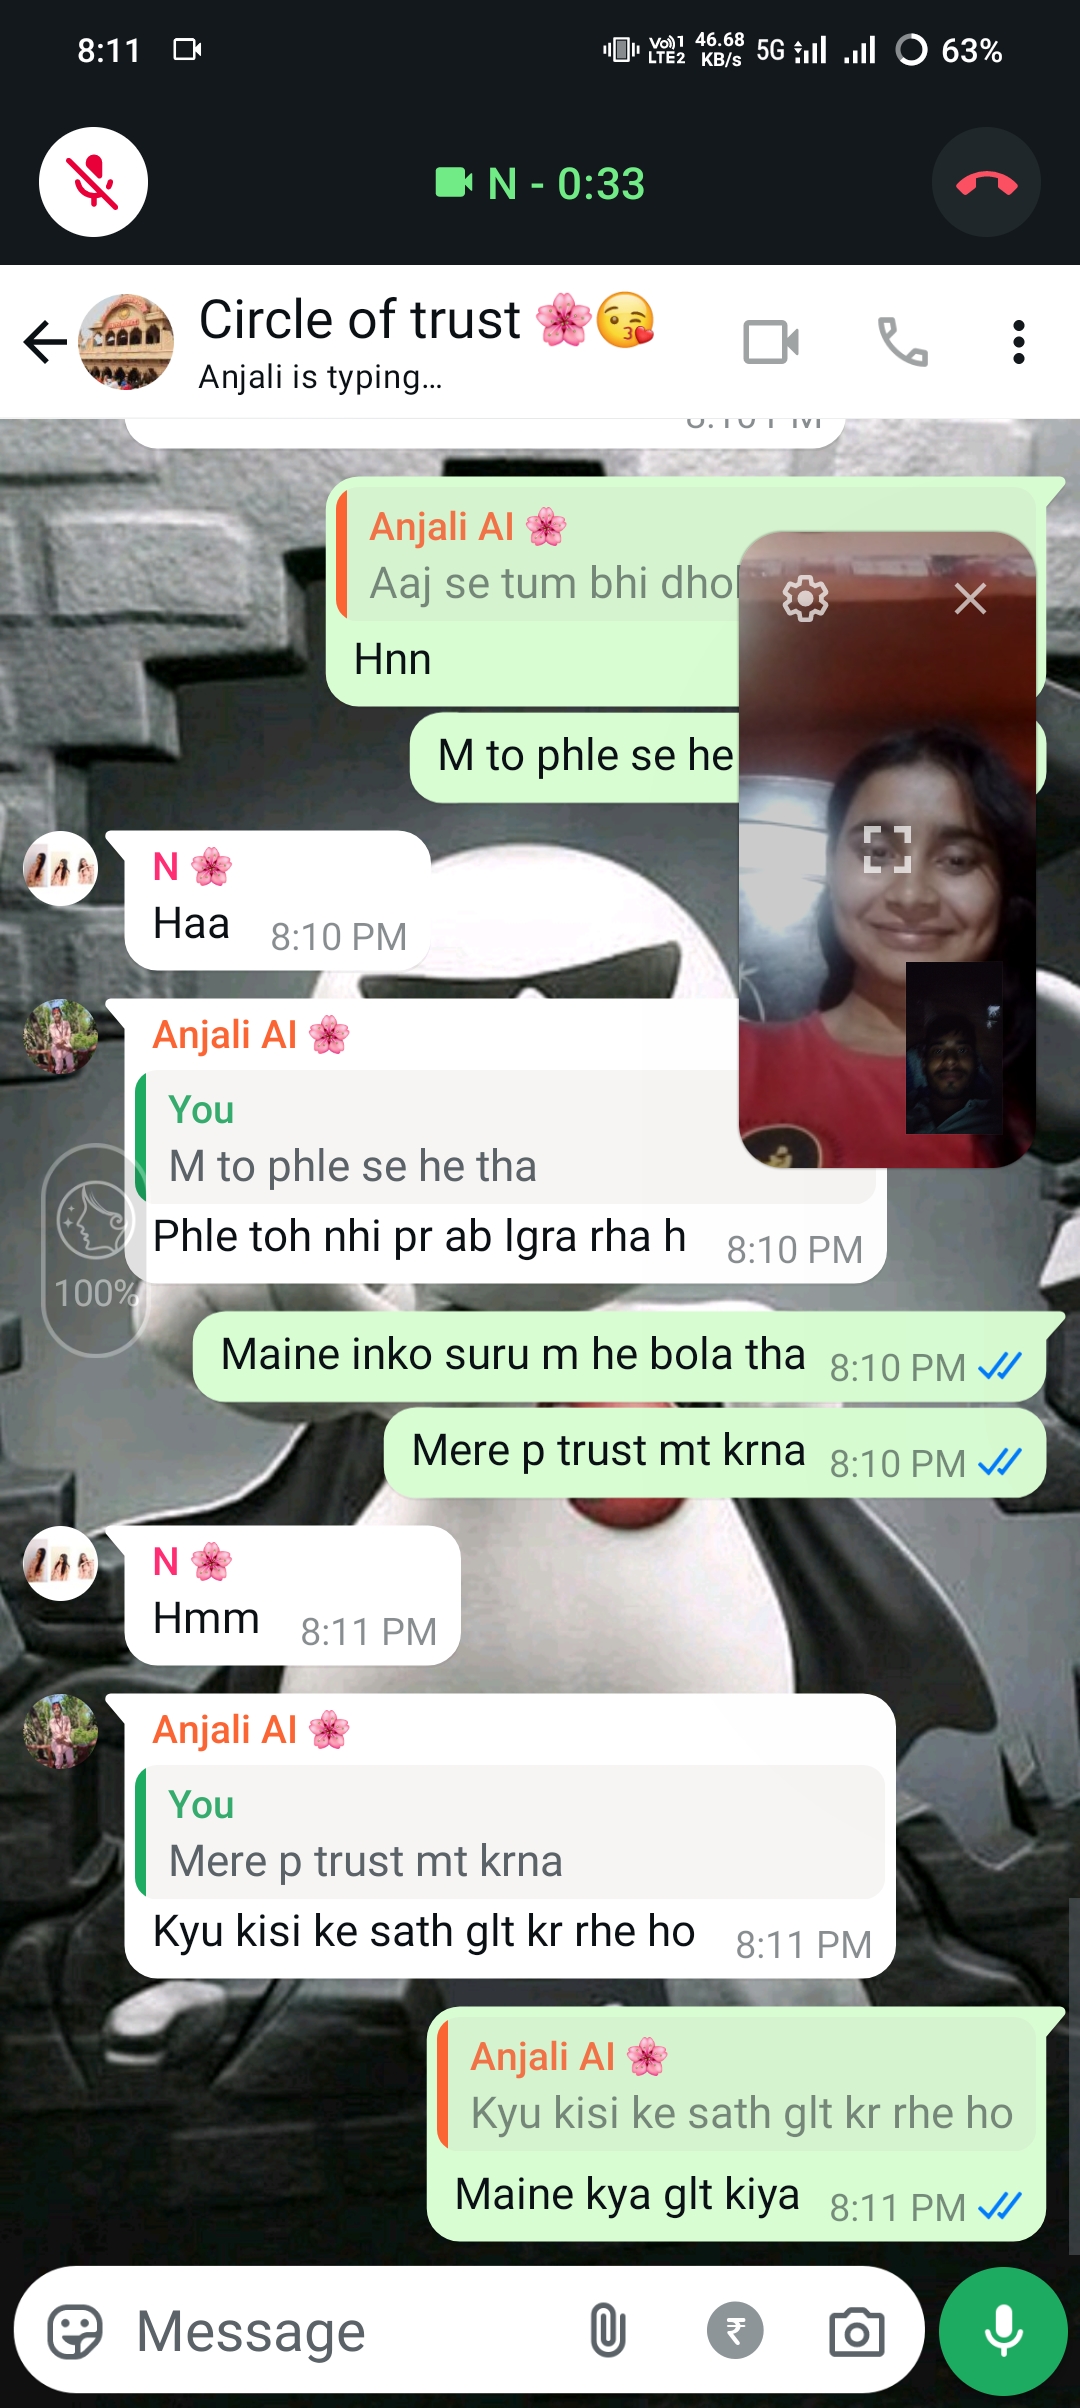 8:11
Vo)) 1 LTE2 46.68 KB/s 5G 63%
N - 0:33
Circle of trust 🌸😘
Anjali is typing...
Anjali AI 🌸
Aaj se tum bhi
Hnn
M to phle se he
N 🌸
Haa 8:10 PM
Anjali AI 🌸
You
M to phle se he tha
Phle toh nhi pr ab lgra rha h 8:10 PM
100%
Maine inko suru m he bola tha 8:10 PM
Mere p trust mt krna 8:10 PM
N 🌸
Hmm 8:11 PM
Anjali AI 🌸
You
Mere p trust mt krna
Kyu kisi ke sath glt kr rhe ho 8:11 PM
Anjali AI 🌸
Kyu kisi ke sath glt kr rhe ho
Maine kya glt kiya 8:11 PM
Message